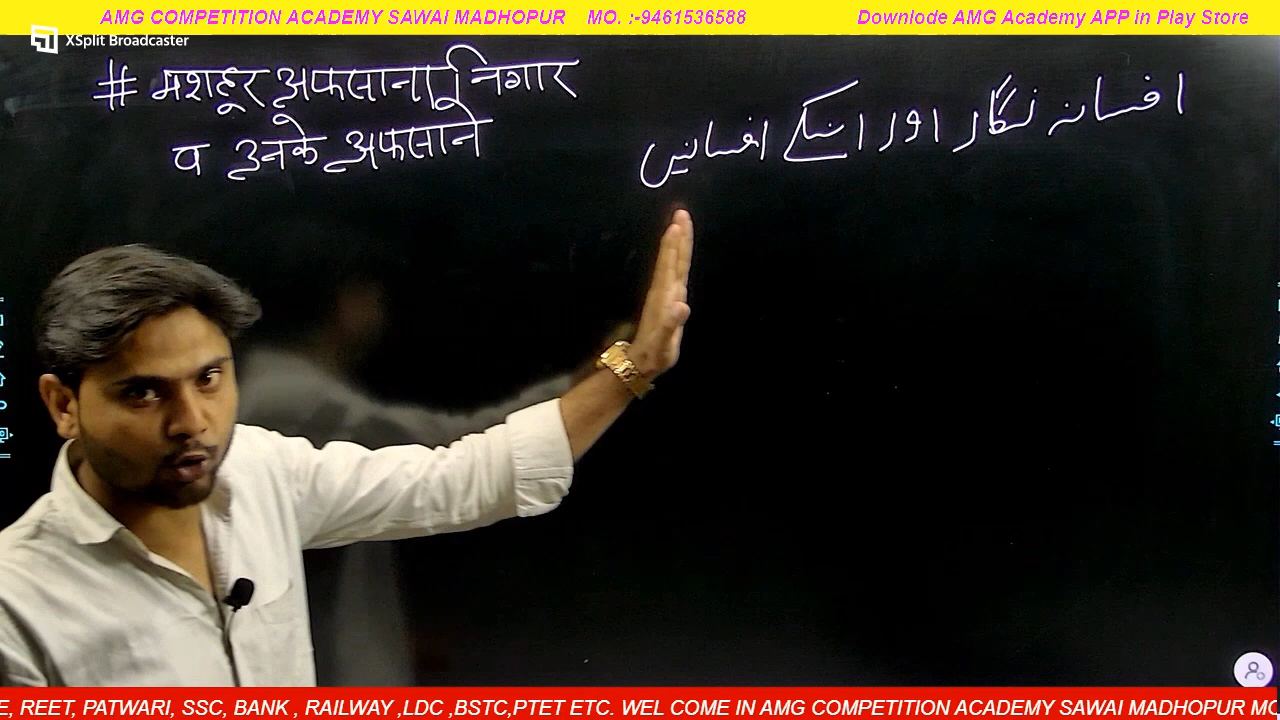 AMG COMPETITION ACADEMY SAWAI MADHOPUR MO. :-9461536588 Downlode AMG Academy APP in Play Store
XSplit Broadcaster
# मशहूर अफसाना निगार
व उनके अफसाने
افسانہ نگار اور انکے افسانیں
E, REET, PATWARI, SSC, BANK , RAILWAY ,LDC ,BSTC,PTET ETC. WEL COME IN AMG COMPETITION ACADEMY SAWAI MADHOPUR MO